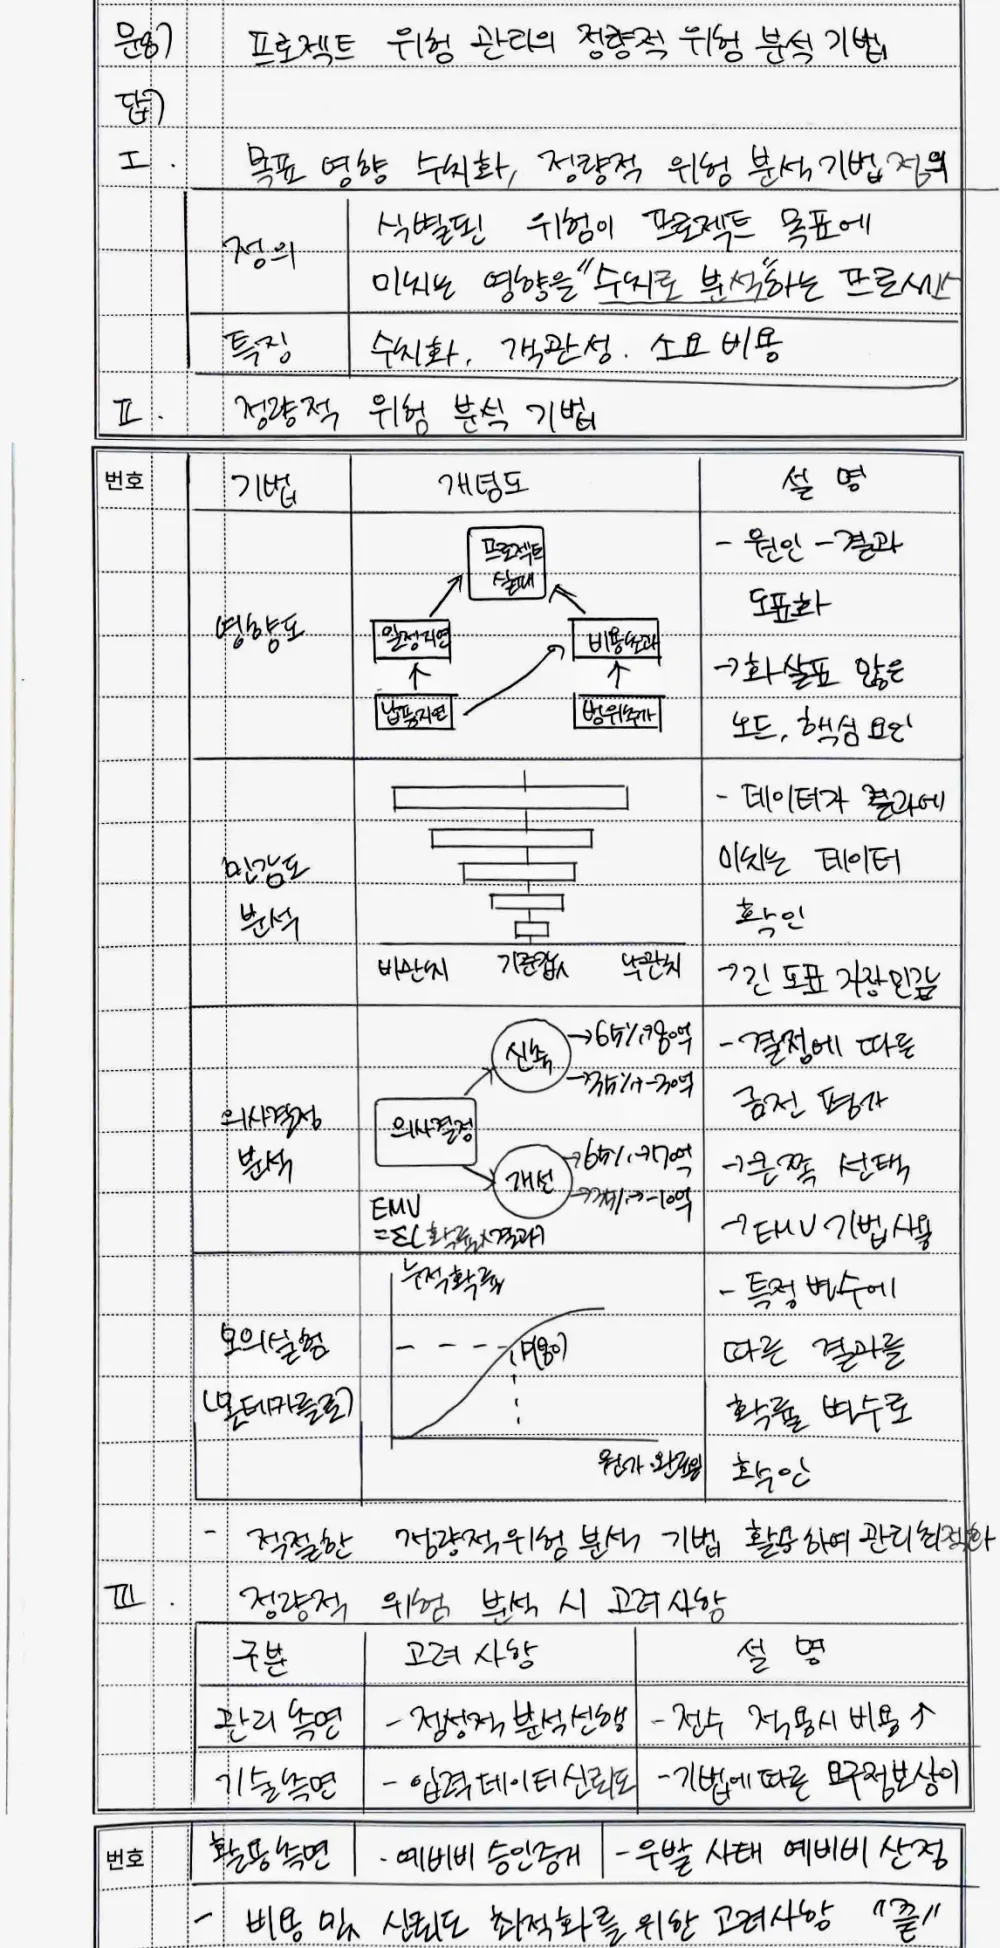 문7) 프로젝트 위험 관리의 정량적 위험 분석 기법
답)
I. 목표 영향 수치화, 정량적 위험 분석 기법 정의
정의
식별된 위험이 프로젝트 목표에
미치는 영향을 "수치로 분석"하는 프로세스
특징
수치화, 객관성. 소요 비용
II. 정량적 위험 분석 기법
번호 기법 개념도 설명
영향도
프로젝트
실패
일정지연 비용초과
납품지연 범위추가
- 원인 - 결과
도표화
→ 화살표 많은
노드, 핵심 요인
민감도
분석
비관치 기준값 낙관치
- 데이터가 결과에
미치는 데이터
확인
→ 긴 도표 가장 민감
의사결정
분석
의사결정
신축
→65%,
→35%,
개선
EMV
=Σ(확률×결과)
- 결정에 따른
금전 평가
→ 큰쪽 선택
→ EMV 기법 사용
모의실험
(몬테카를로)
누적확률
원가·완료일
- 특정 변수에
따른 결과를
확률 변수로
확인
- 적절한 정량적 위험 분석 기법 활용하여 관리 최적화
III. 정량적 위험 분석 시 고려사항
구분 고려 사항 설명
관리 측면 - 정성적 분석 선행 - 전수 적용시 비용↑
기술측면 - 입력 데이터 신뢰도 - 기법에 따른 요구정보 상이
번호 활용측면 · 예비비 승인중개 - 우발 사태 예비비 산정
- 비용 및 신뢰도 최적화를 위한 고려사항 "끝"